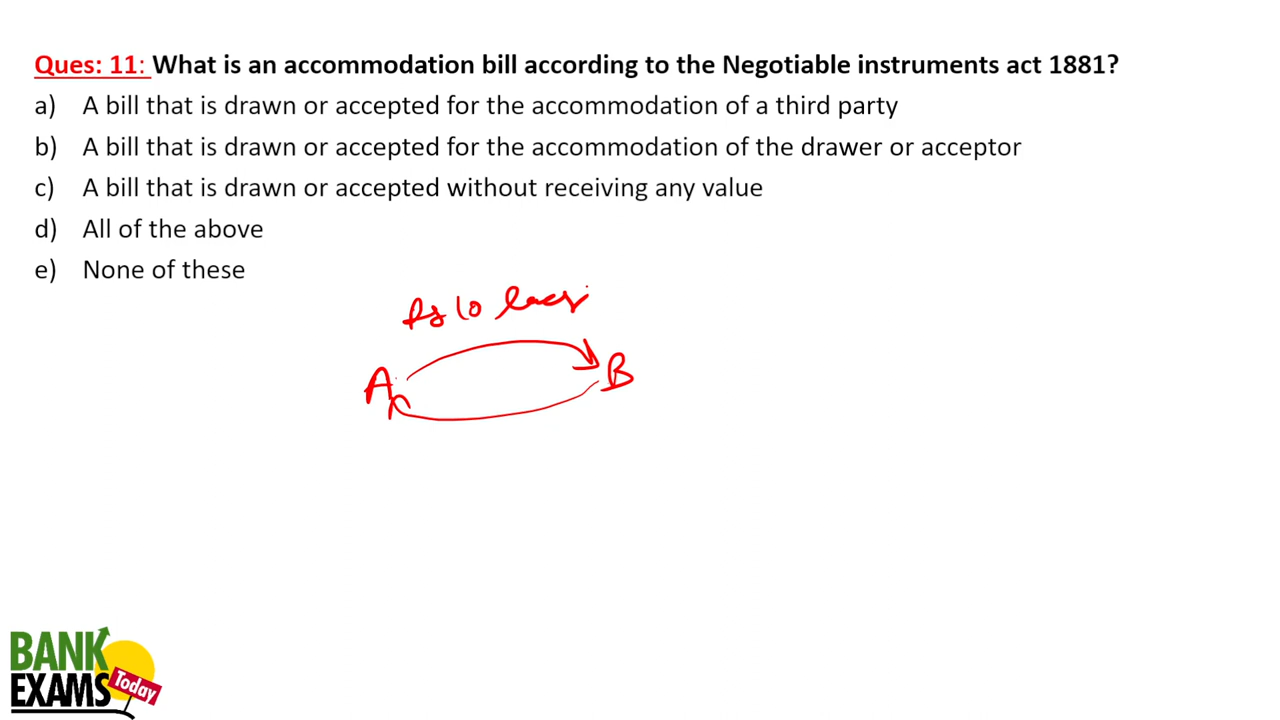 Ques: 11: What is an accommodation bill according to the Negotiable instruments act 1881?
a) A bill that is drawn or accepted for the accommodation of a third party
b) A bill that is drawn or accepted for the accommodation of the drawer or acceptor
c) A bill that is drawn or accepted without receiving any value
d) All of the above
e) None of these
Rs 10 lacs
A B
BANK
EXAMS Today